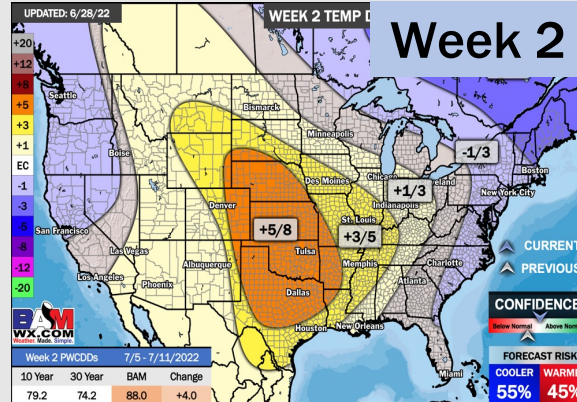 UPDATED: 6/28/22
WEEK 2 TEMP D
Week 2
+20
+12
+8
+5
+3
+1
EC
-1
-3
-5
-8
-12
-20
Seattle
Bismarck
Minneapolis
Boise
-1/3
Boston
Des Moines
Chicago
eland
New York City
+1/3
Indianapolis
Denver
St. Louis
+5/8
+3/5
San Francisco
Las Vegas
Tulsa
Albuquerque
Memphis
Charlotte
Los Angeles
Phoenix
Atlanta
Dallas
Houston
New Orleans
Miami
CURRENT
PREVIOUS
CONFIDENCE
Below Normal
Above Norm
FORECAST RISK
COOLER
WARME
55%
45%
BAM
WX.COM
Weather. Made. Simple.
Week 2 PWCDDs 7/5 - 7/11/2022
10 Year 30 Year BAM Change
79.2 74.2 88.0 +4.0